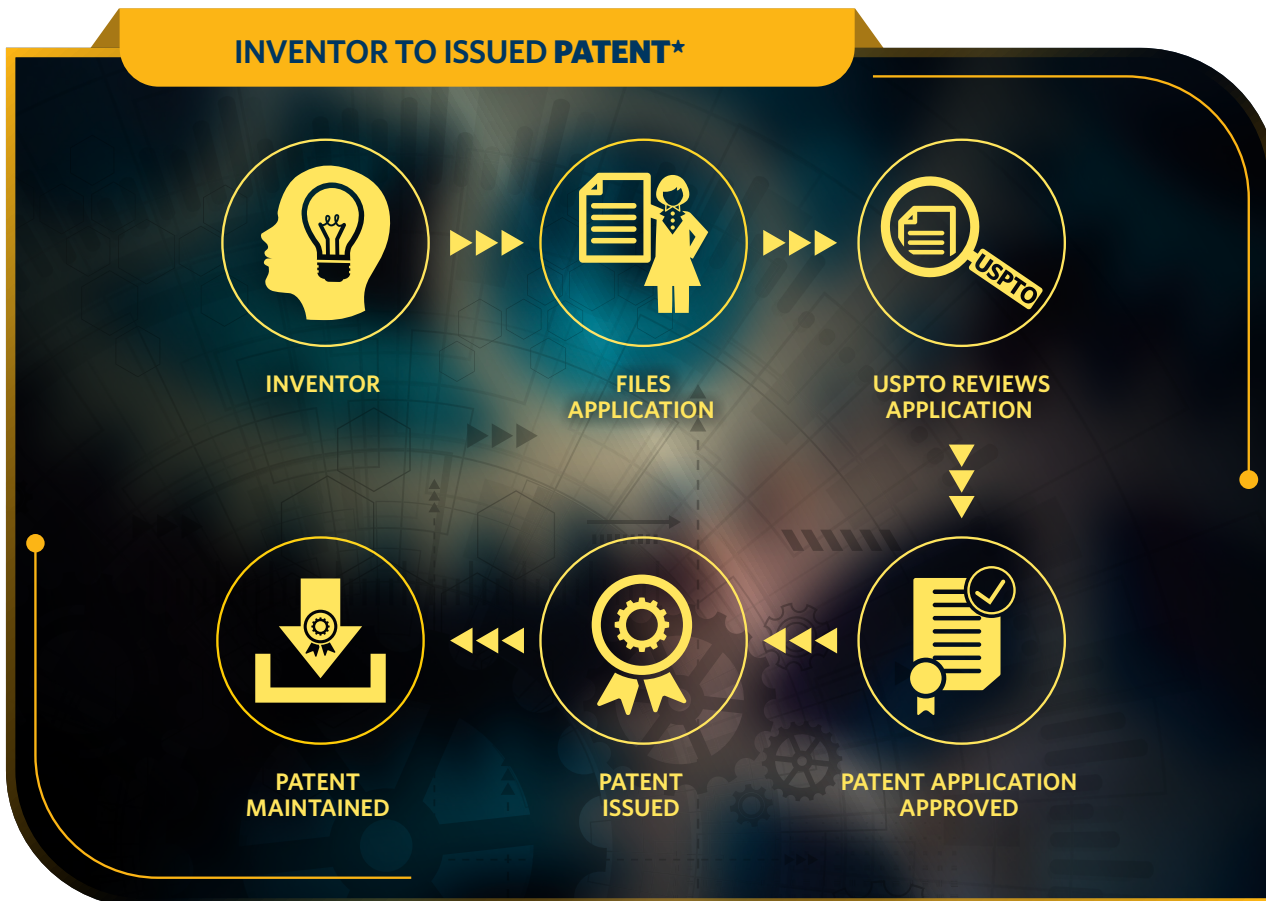 INVENTOR TO ISSUED PATENT★
USPTO
INVENTOR
FILES
APPLICATION
USPTO REVIEWS
APPLICATION
PATENT
MAINTAINED
PATENT
ISSUED
PATENT APPLICATION
APPROVED